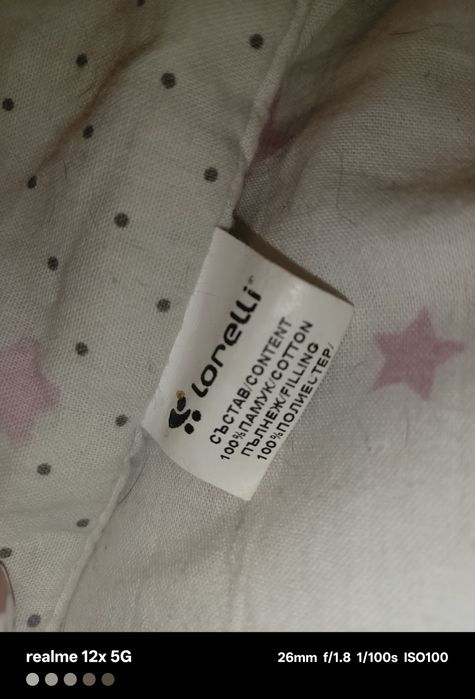 lorelli
СЪСТАВ/CONTENT
100%ПАМУК/COTTON
ПЪЛНЕЖ/FILLING
100%ПОЛИЕСТЕР/
realme 12x 5G
26mm f/1.8 1/100s ISO100